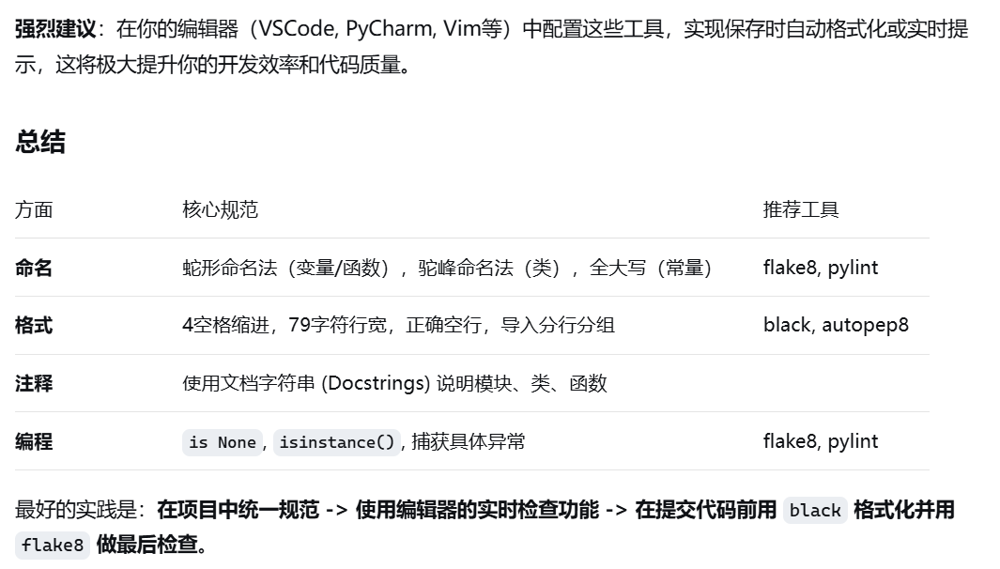 强烈建议：在你的编辑器（VSCode, PyCharm, Vim等）中配置这些工具，实现保存时自动格式化或实时提
示，这将极大提升你的开发效率和代码质量。
总结
方面 核心规范 推荐工具
命名 蛇形命名法（变量/函数），驼峰命名法（类），全大写（常量） flake8, pylint
格式 4空格缩进，79字符行宽，正确空行，导入分行分组 black, autopep8
注释 使用文档字符串 (Docstrings) 说明模块、类、函数
编程 is None, isinstance(), 捕获具体异常 flake8, pylint
最好的实践是：在项目中统一规范 -> 使用编辑器的实时检查功能 -> 在提交代码前用 black 格式化并用
flake8 做最后检查。